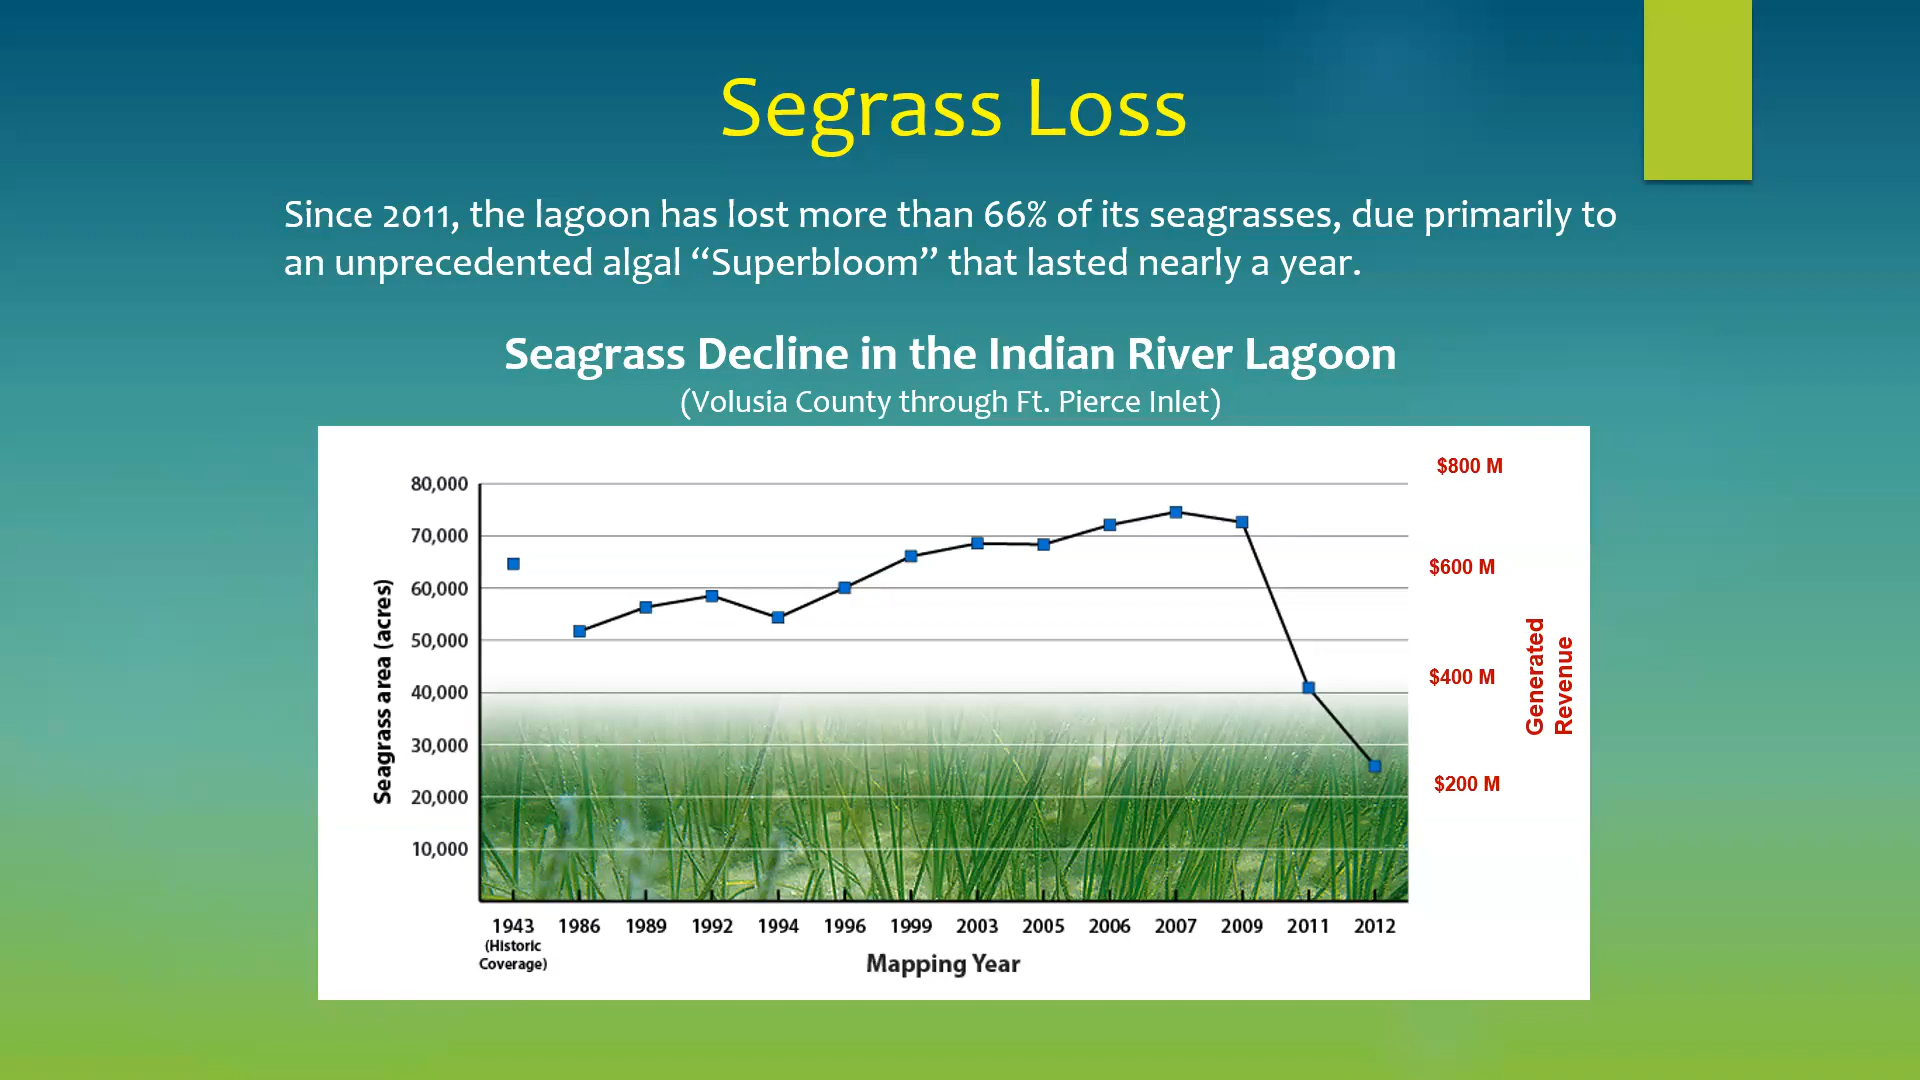 Segrass Loss
Since 2011, the lagoon has lost more than 66% of its seagrasses, due primarily to
an unprecedented algal “Superbloom” that lasted nearly a year.
Seagrass Decline in the Indian River Lagoon
(Volusia County through Ft. Pierce Inlet)
80,000
70,000
60,000
50,000
40,000
30,000
20,000
10,000
Seagrass area (acres)
$800 M
$600 M
$400 M
$200 M
Generated
Revenue
1943 1986 1989 1992 1994 1996 1999 2003 2005 2006 2007 2009 2011 2012
(Historic
Coverage)
Mapping Year